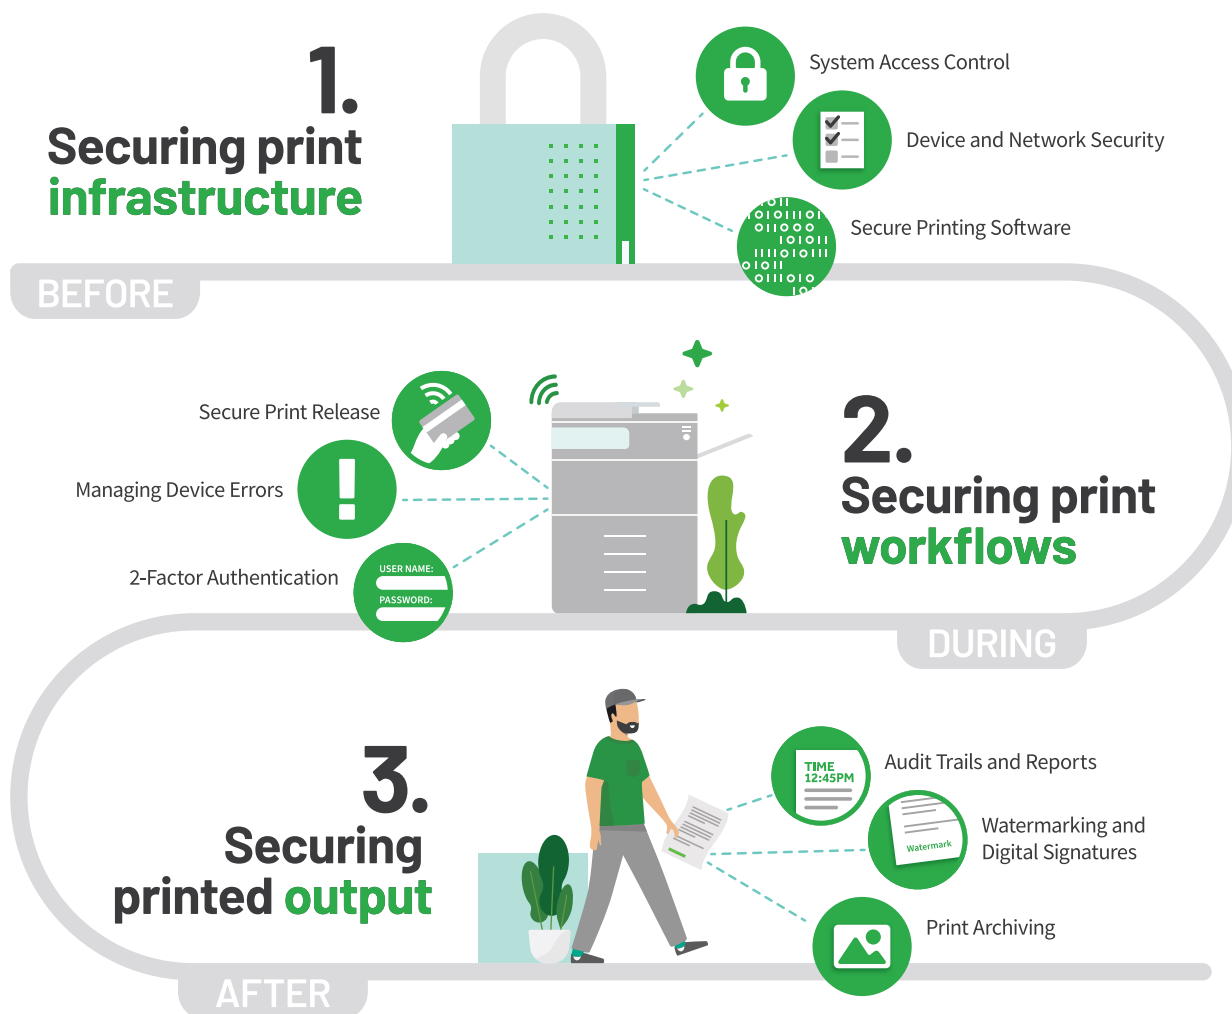 1.
Securing print
infrastructure
System Access Control
Device and Network Security
Secure Printing Software
BEFORE
Secure Print Release
Managing Device Errors
2-Factor Authentication
USER NAME:
PASSWORD:
2.
Securing print
workflows
DURING
3.
Securing
printed output
TIME
12:45PM
Audit Trails and Reports
Watermark
Watermarking and
Digital Signatures
Print Archiving
AFTER